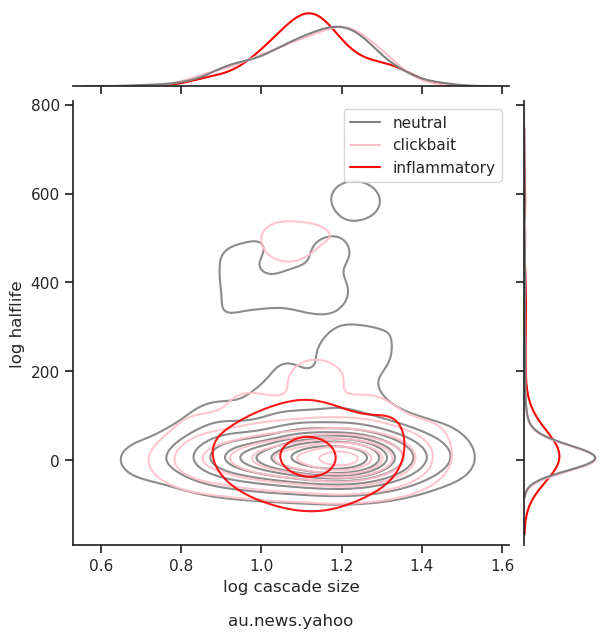 800
neutral
clickbait
inflammatory
600
400
200
0
log halflife
0.6 0.8 1.0 1.2 1.4 1.6
log cascade size
au.news.yahoo